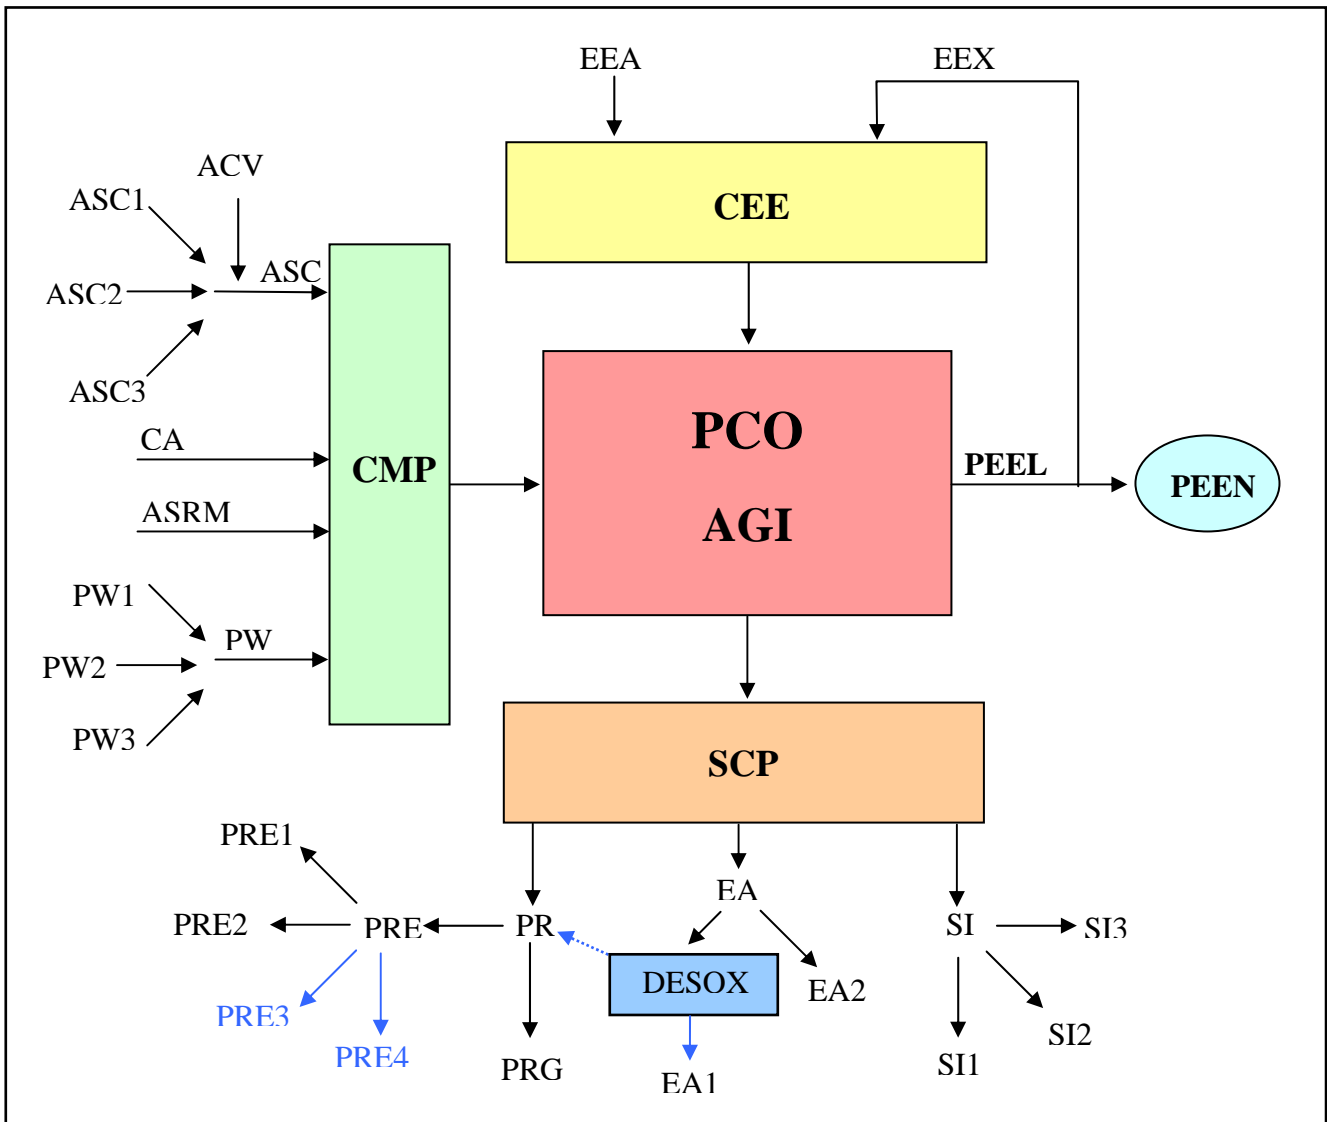 EEA
EEX
ACV
ASC1
CEE
ASC
ASC2
ASC3
PCO
CA
CMP
PEEL
PEEN
ASRM
AGI
PW1
PW
PW2
PW3
SCP
PRE1
EA
PRE2
PRE
PR
SI
SI3
DESOX
EA2
PRE3
SI2
PRE4
PRG
SI1
EA1